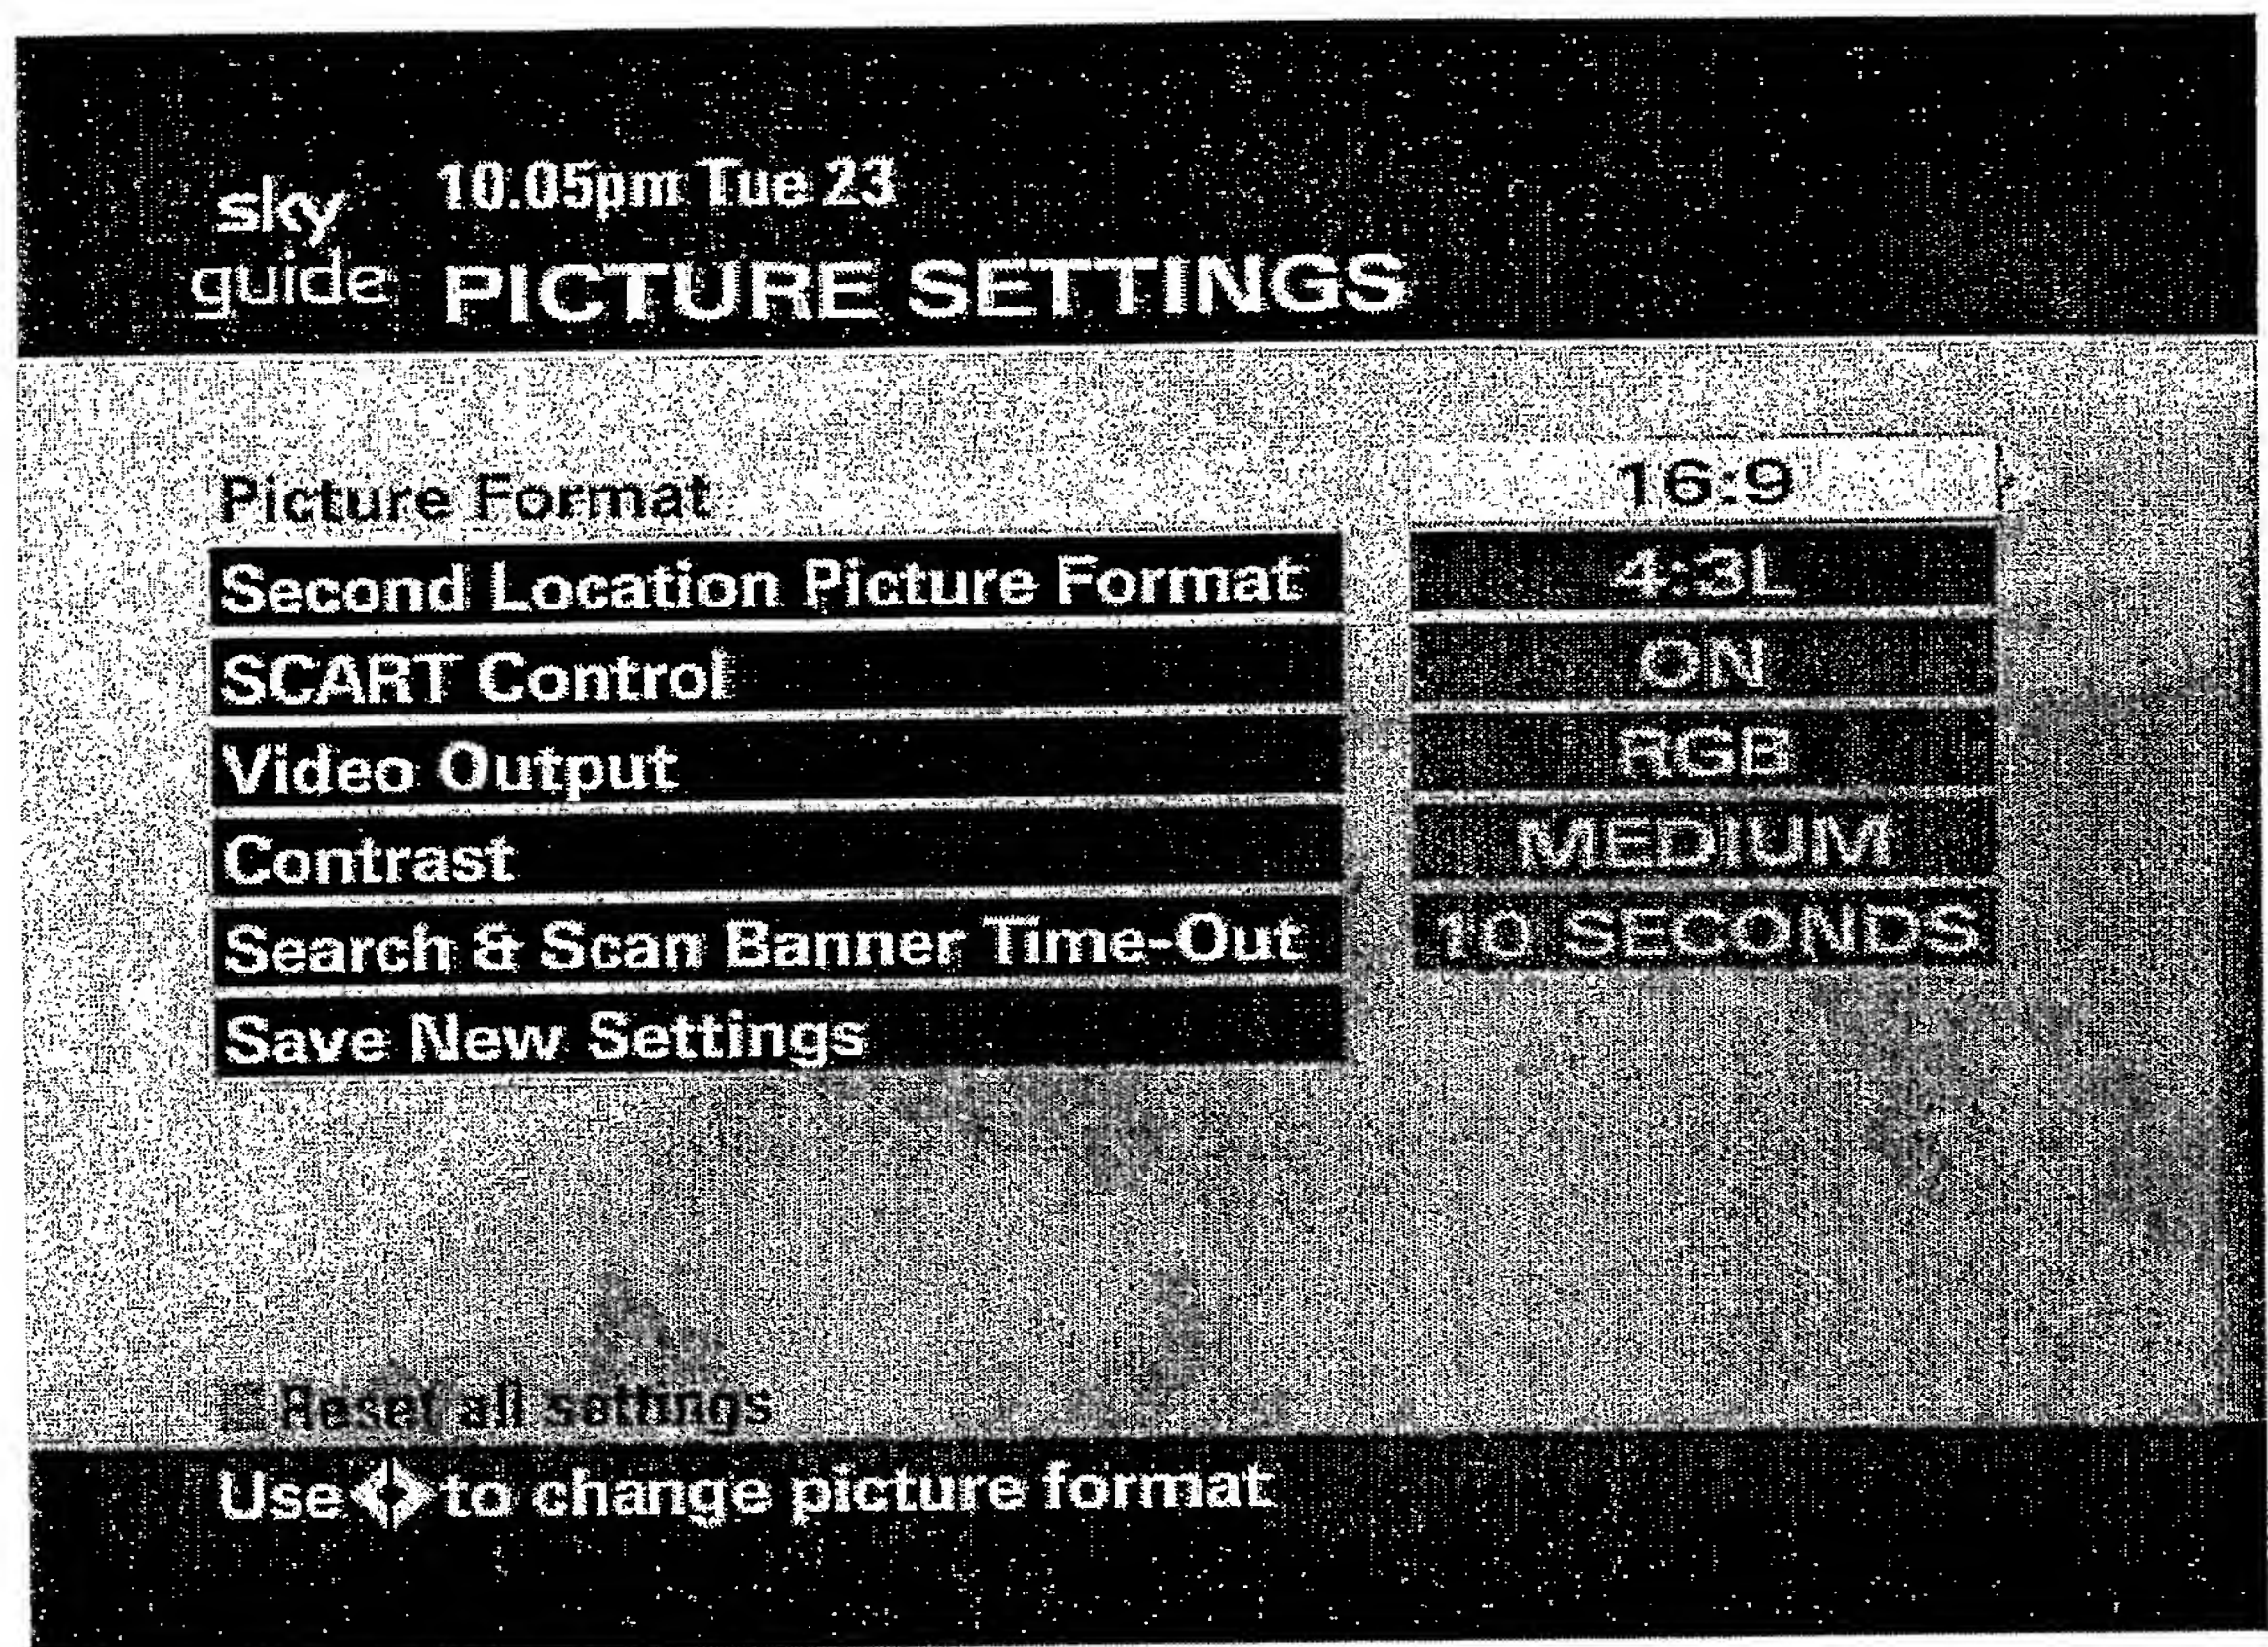 sky
guide
10.05pm Tue 23
PICTURE SETTINGS
Picture Format 16:9
Second Location Picture Format 4:3L
SCART Control ON
Video Output RGB
Contrast MEDIUM
Search & Scan Banner Time-Out 10 SECONDS
Save New Settings
Reset all settings
Use <> to change picture format